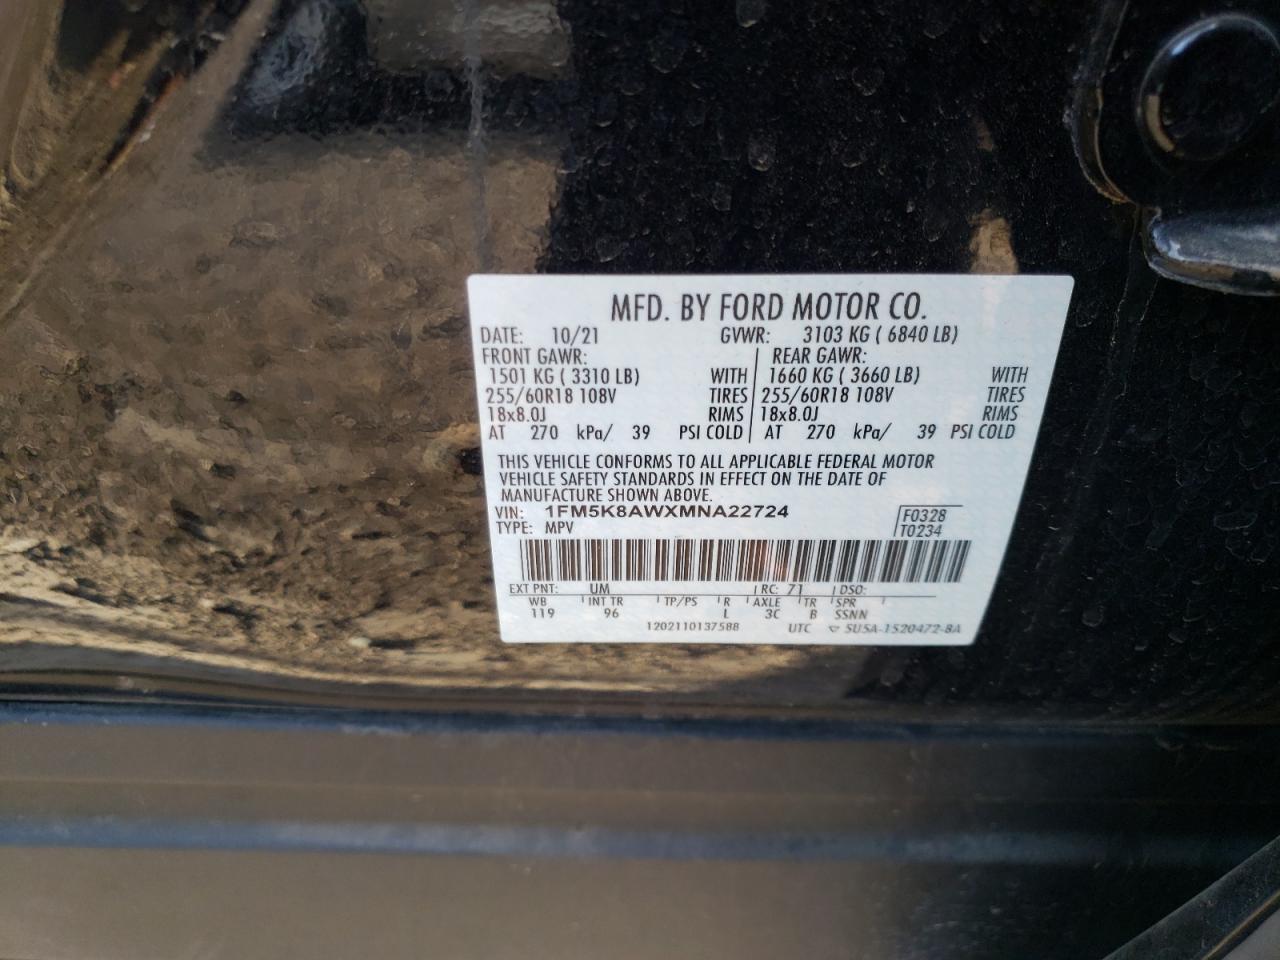 MFD. BY FORD MOTOR CO.
DATE: 10/21 GVWR: 3103 KG ( 6840 LB)
FRONT GAWR: REAR GAWR:
1501 KG ( 3310 LB) WITH 1660 KG ( 3660 LB) WITH
255/60R18 108V TIRES 255/60R18 108V TIRES
18x8.0J RIMS 18x8.0J RIMS
AT 270 kPa/ 39 PSI COLD AT 270 kPa/ 39 PSI COLD
THIS VEHICLE CONFORMS TO ALL APPLICABLE FEDERAL MOTOR
VEHICLE SAFETY STANDARDS IN EFFECT ON THE DATE OF
MANUFACTURE SHOWN ABOVE.
VIN: 1FM5K8AWXMNA22724 F0328
TYPE: MPV T0234
EXT PNT: UM RC: 71 DSO:
WB INT TR TP/PS R AXLE TR SPR
119 96 L 3C B SSNN
1202110137588 UTC SU5A-1520472-8A